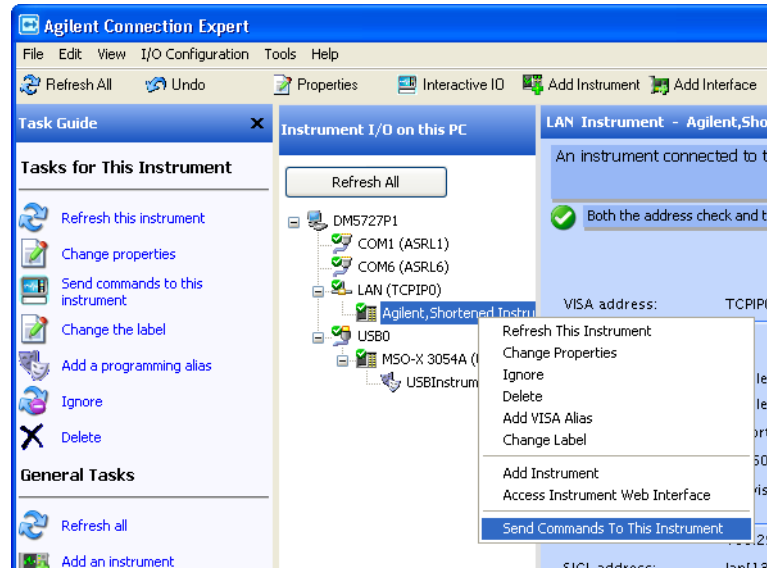 Agilent Connection Expert
File Edit View I/O Configuration Tools Help
Refresh All Undo Properties Interactive IO Add Instrument Add Interface
Task Guide
Tasks for This Instrument
Refresh this instrument
Change properties
Send commands to this
instrument
Change the label
Add a programming alias
Ignore
Delete
General Tasks
Refresh all
Add an instrument
Instrument I/O on this PC
Refresh All
DM5727P1
COM1 (ASRL1)
COM6 (ASRL6)
LAN (TCPIP0)
Agilent,Shortened Instru
USB0
MSO-X 3054A (
USBInstrum
Refresh This Instrument
Change Properties
Ignore
Delete
Add VISA Alias
Change Label
Add Instrument
Access Instrument Web Interface
Send Commands To This Instrument
LAN Instrument - Agilent,Sho
An instrument connected to t
Both the address check and t
VISA address: TCPIP
SICL address: lan[13